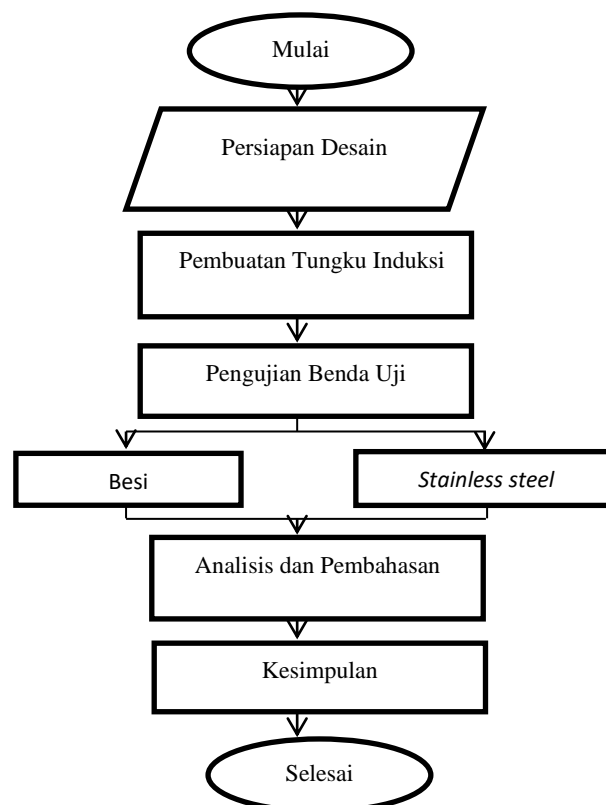 Mulai
Persiapan Desain
Pembuatan Tungku Induksi
Pengujian Benda Uji
Besi
Stainless steel
Analisis dan Pembahasan
Kesimpulan
Selesai